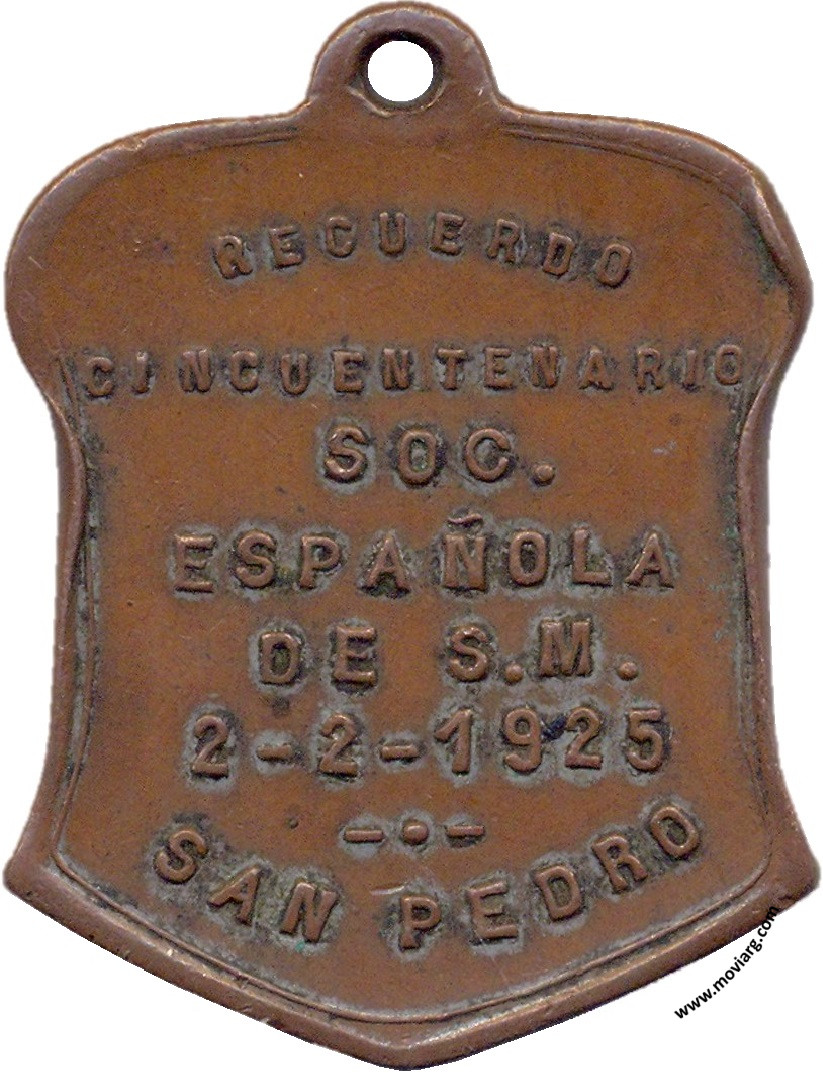 RECUERDO
CINCUENTENARIO
SOC.
ESPAÑOLA
DE S.M.
2-2-1925
-•-
SAN PEDRO
www.moviarg.com